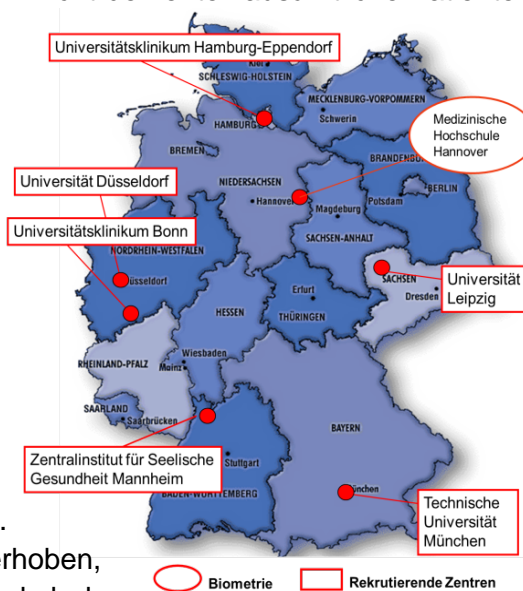 Universitätsklinikum Hamburg-Eppendorf
Kiel
SCHLESWIG-HOLSTEIN
MECKLENBURG-VORPOMMERN
Schwerin
HAMBURG
Medizinische
Hochschule
Hannover
BREMEN
BRANDENBURG
BERLIN
Universität Düsseldorf
NIEDERSACHSEN
Hannover
Magdeburg
Potsdam
Universitätsklinikum Bonn
SACHSEN-ANHALT
NORDRHEIN-WESTFALEN
Düsseldorf
SACHSEN
Dresden
Universität
Leipzig
HESSEN
Erfurt
THÜRINGEN
RHEINLAND-PFALZ
Wiesbaden
Mainz
SAARLAND
Saarbrücken
BAYERN
Zentralinstitut für Seelische
Gesundheit Mannheim
Stuttgart
BADEN-WÜRTTEMBERG
München
Technische
Universität
München
erhoben,
Biometrie
Rekrutierende Zentren